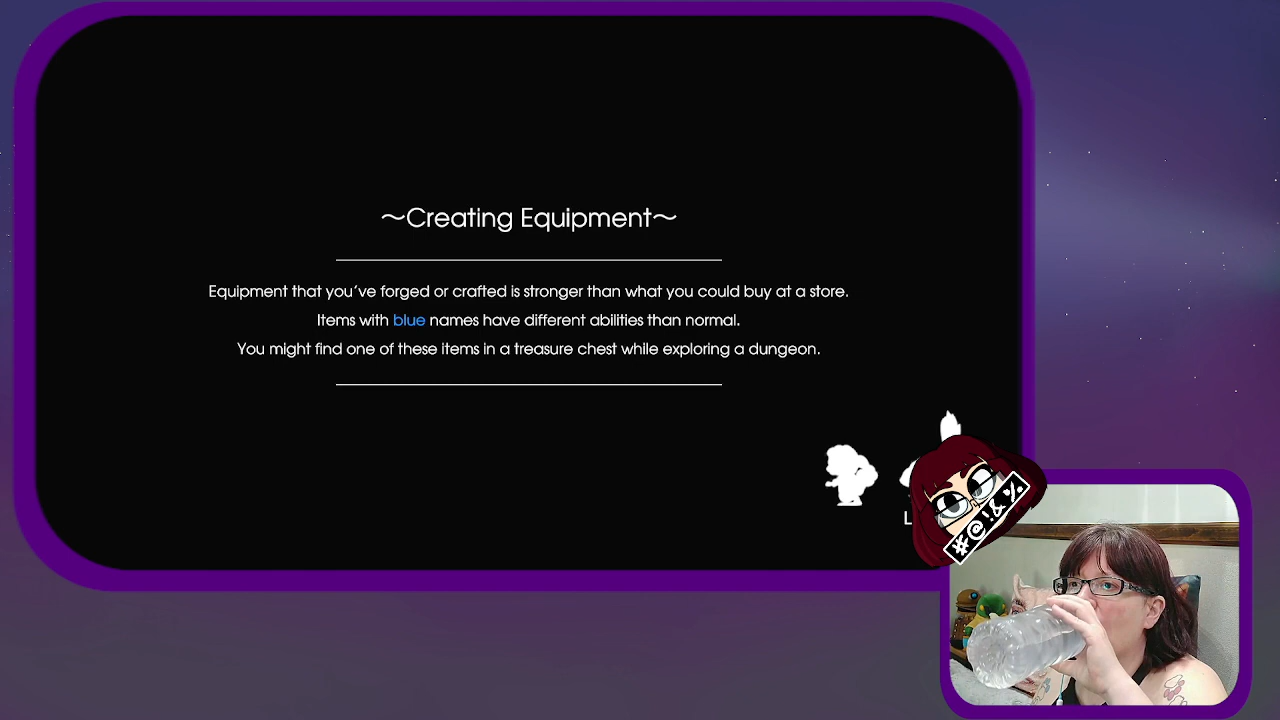 ～Creating Equipment～
Equipment that you've forged or crafted is stronger than what you could buy at a store.
Items with blue names have different abilities than normal.
You might find one of these items in a treasure chest while exploring a dungeon.
L
#@!&%